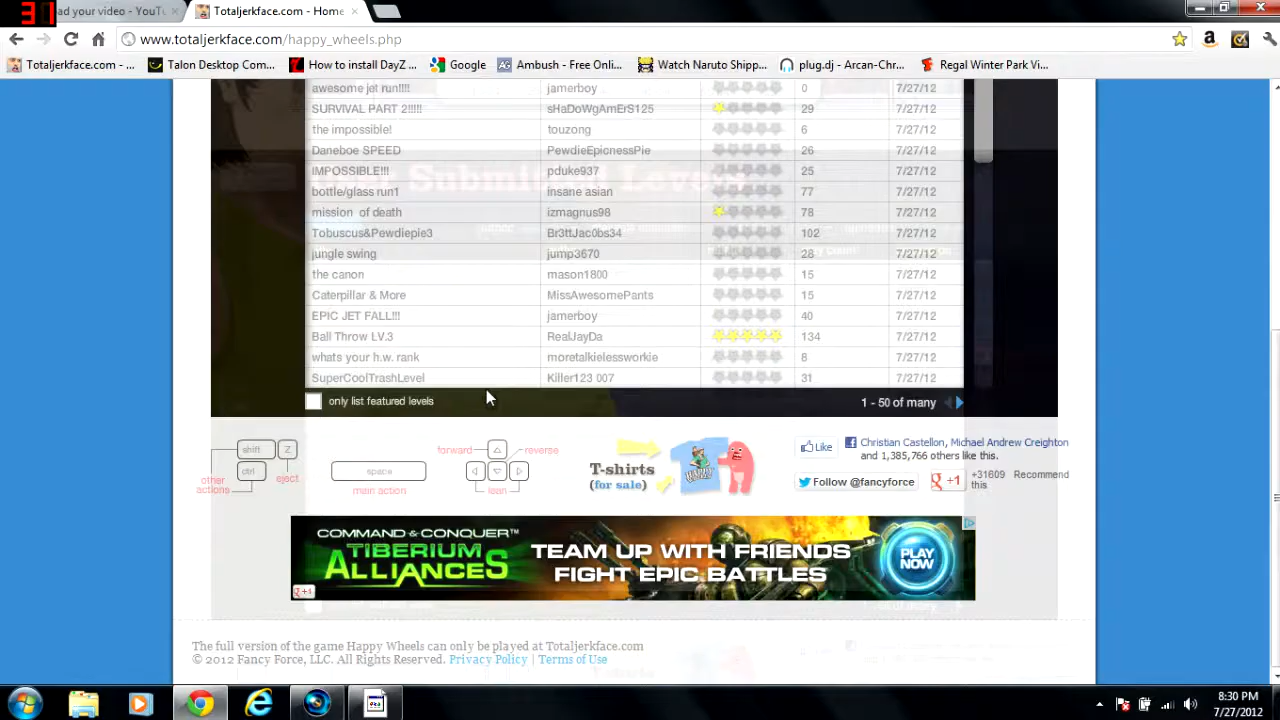 31
ad your video - YouTu
Totaljerkface.com - Home
www.totaljerkface.com/happy_wheels.php
Totaljerkface.com - ...
Talon Desktop Com...
How to install DayZ ...
Google
Ambush - Free Onli...
Watch Naruto Shipp...
plug.dj - Arcan-Chr...
Regal Winter Park Vi...
awesome jet run!!!! jamerboy 0 7/27/12
SURVIVAL PART 2!!!!! sHaDoWgAmErS125 29 7/27/12
the impossible! touzong 6 7/27/12
Daneboe SPEED PewdieEpicnessPie 26 7/27/12
IMPOSSIBLE!!! pduke937 25 7/27/12
bottle/glass run1 insane asian 77 7/27/12
mission of death izmagnus98 78 7/27/12
Tobuscus&Pewdiepie3 Br3ttJac0bs34 102 7/27/12
jungle swing jump3670 28 7/27/12
the canon mason1800 15 7/27/12
Caterpillar & More MissAwesomePants 15 7/27/12
EPIC JET FALL!!! jamerboy 40 7/27/12
Ball Throw LV.3 RealJayDa 134 7/27/12
whats your h.w. rank moretalkielessworkie 8 7/27/12
SuperCoolTrashLevel Killer123 007 31 7/27/12
only list featured levels 1 - 50 of many
shift Z
ctrl
other actions
eject
space
main action
forward
reverse
lean
T-shirts
(for sale)
HAPPY
Like
Christian Castellon, Michael Andrew Creighton
and 1,385,766 others like this.
Follow @fancyforce
+1
+31609 Recommend
this
COMMAND & CONQUER™
TIBERIUM
ALLIANCES
TEAM UP WITH FRIENDS
FIGHT EPIC BATTLES
PLAY
NOW
+1
The full version of the game Happy Wheels can only be played at Totaljerkface.com
© 2012 Fancy Force, LLC. All Rights Reserved. Privacy Policy | Terms of Use
8:30 PM
7/27/2012